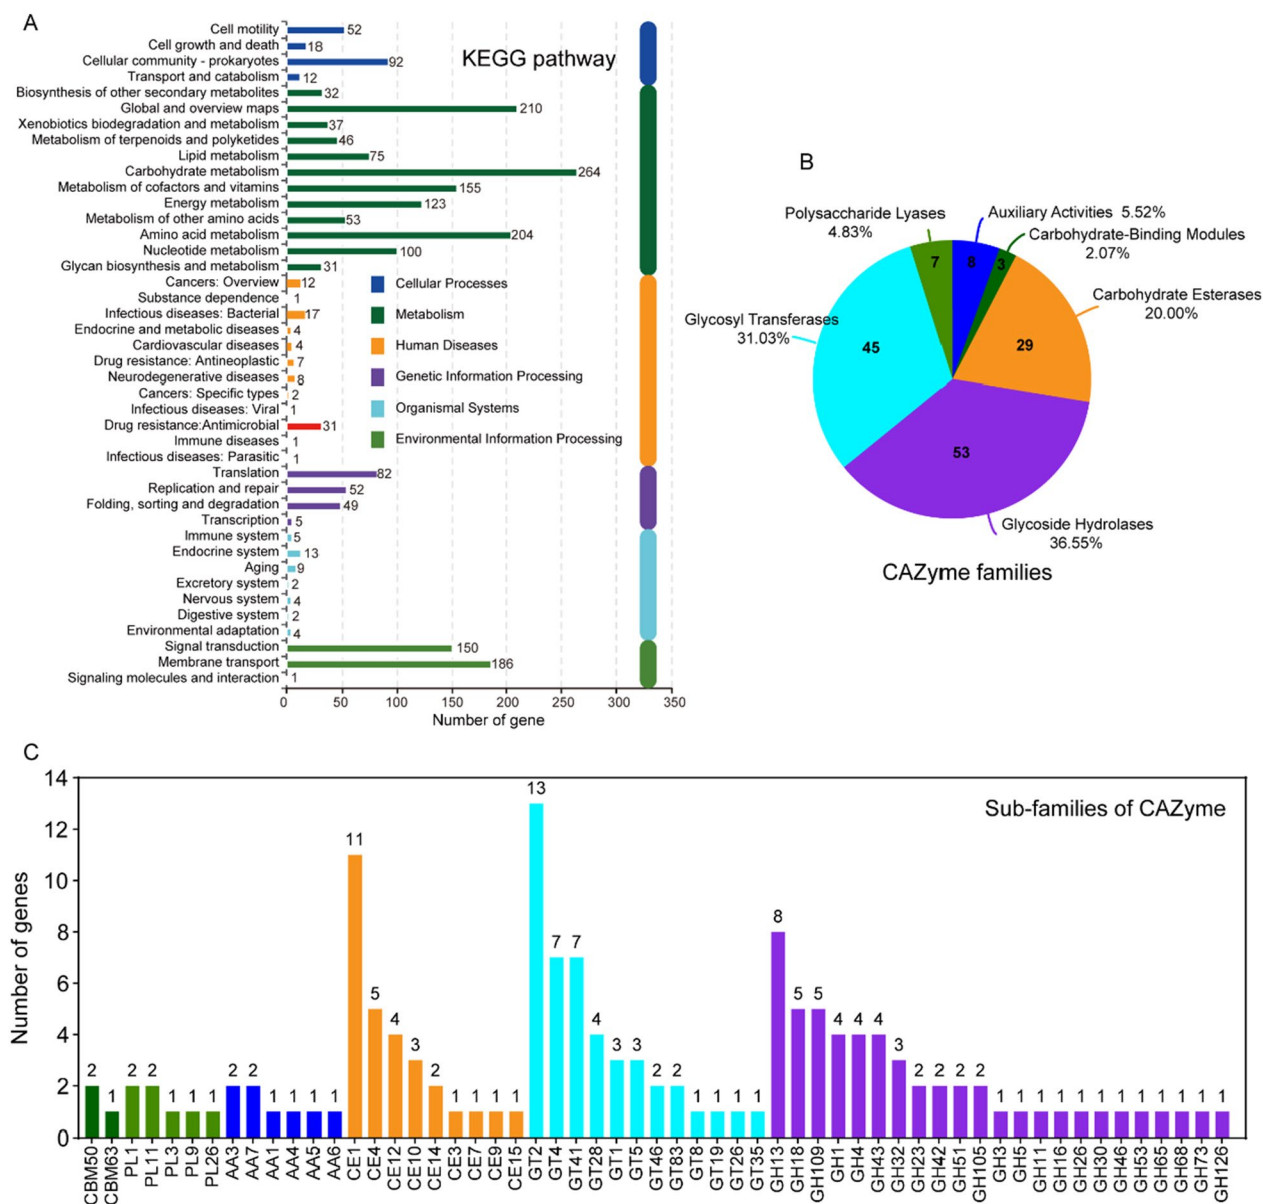 A
KEGG pathway
Cell motility 52
Cell growth and death 18
Cellular community - prokaryotes 92
Transport and catabolism 12
Biosynthesis of other secondary metabolites 32
Global and overview maps 210
Xenobiotics biodegradation and metabolism 37
Metabolism of terpenoids and polyketides 46
Lipid metabolism 75
Carbohydrate metabolism 264
Metabolism of cofactors and vitamins 155
Energy metabolism 123
Metabolism of other amino acids 53
Amino acid metabolism 204
Nucleotide metabolism 100
Glycan biosynthesis and metabolism 31
Cancers: Overview 12
Substance dependence 1
Infectious diseases: Bacterial 17
Endocrine and metabolic diseases 4
Cardiovascular diseases 4
Drug resistance: Antineoplastic 7
Neurodegenerative diseases 8
Cancers: Specific types 2
Infectious diseases: Viral 1
Drug resistance:Antimicrobial 31
Immune diseases 1
Infectious diseases: Parasitic 1
Translation 82
Replication and repair 52
Folding, sorting and degradation 49
Transcription 5
Immune system 5
Endocrine system 13
Aging 9
Excretory system 2
Nervous system 4
Digestive system 2
Environmental adaptation 4
Signal transduction 150
Membrane transport 186
Signaling molecules and interaction 1
0 50 100 150 200 250 300 350
Number of gene
Cellular Processes
Metabolism
Human Diseases
Genetic Information Processing
Organismal Systems
Environmental Information Processing
B
Polysaccharide Lyases
4.83%
Auxiliary Activities 5.52%
Carbohydrate-Binding Modules
2.07%
Carbohydrate Esterases
20.00%
Glycosyl Transferases
31.03%
Glycoside Hydrolases
36.55%
7
8
3
29
45
53
CAZyme families
C
Sub-families of CAZyme
Number of genes
14
12
10
8
6
4
2
0
2 1 2 2 1 1 1 2 2 1 1 1 1 11 5 4 3 2 1 1 1 1 13 7 7 4 3 3 2 2 1 1 1 1 8 5 5 4 4 4 3 2 2 2 2 1 1 1 1 1 1 1 1 1 1 1 1
CBM50 CBM63 PL1 PL11 PL3 PL9 PL26 AA3 AA7 AA1 AA4 AA5 AA6 CE1 CE4 CE12 CE10 CE14 CE3 CE7 CE9 CE15 GT2 GT4 GT41 GT28 GT1 GT5 GT46 GT83 GT8 GT19 GT26 GT35 GH13 GH18 GH109 GH1 GH4 GH43 GH32 GH23 GH42 GH51 GH105 GH3 GH5 GH11 GH16 GH26 GH30 GH46 GH53 GH65 GH68 GH73 GH126